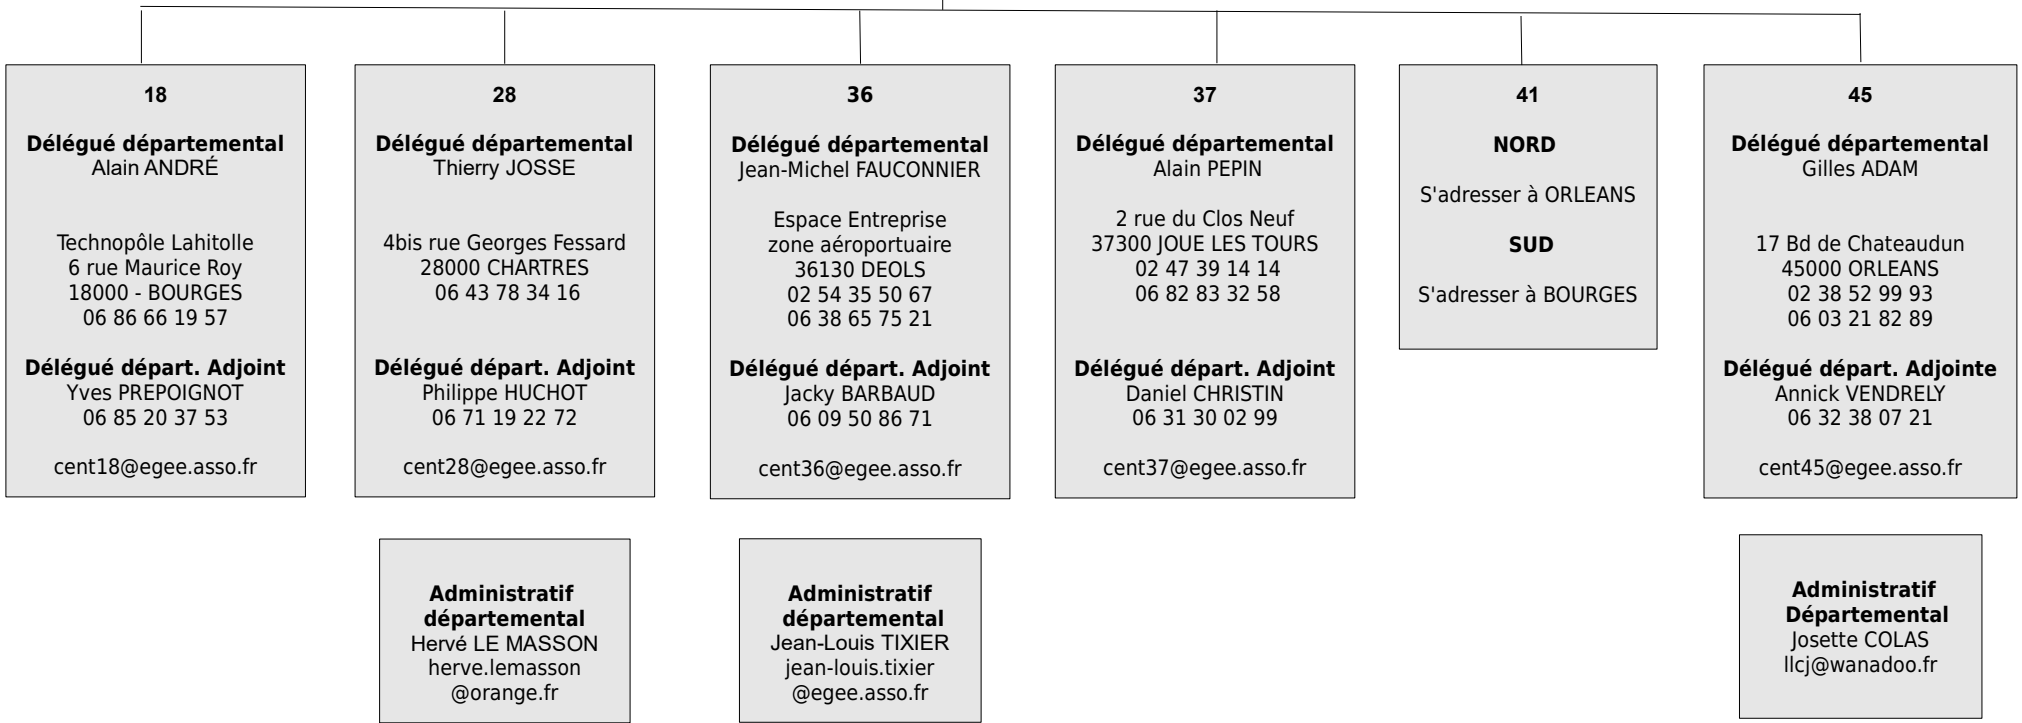 18
Délégué départemental
Alain ANDRÉ
Technopôle Lahitolle
6 rue Maurice Roy
18000 - BOURGES
06 86 66 19 57
Délégué départ. Adjoint
Yves PREPOIGNOT
06 85 20 37 53
cent18@egee.asso.fr
28
Délégué départemental
Thierry JOSSE
4bis rue Georges Fessard
28000 CHARTRES
06 43 78 34 16
Délégué départ. Adjoint
Philippe HUCHOT
06 71 19 22 72
cent28@egee.asso.fr
Administratif
départemental
Hervé LE MASSON
herve.lemasson
@orange.fr
36
Délégué départemental
Jean-Michel FAUCONNIER
Espace Entreprise
zone aéroportuaire
36130 DEOLS
02 54 35 50 67
06 38 65 75 21
Délégué départ. Adjoint
Jacky BARBAUD
06 09 50 86 71
cent36@egee.asso.fr
Administratif
départemental
Jean-Louis TIXIER
jean-louis.tixier
@egee.asso.fr
37
Délégué départemental
Alain PEPIN
2 rue du Clos Neuf
37300 JOUE LES TOURS
02 47 39 14 14
06 82 83 32 58
Délégué départ. Adjoint
Daniel CHRISTIN
06 31 30 02 99
cent37@egee.asso.fr
41
NORD
S'adresser à ORLEANS
SUD
S'adresser à BOURGES
45
Délégué départemental
Gilles ADAM
17 Bd de Chateaudun
45000 ORLEANS
02 38 52 99 93
06 03 21 82 89
Délégué départ. Adjointe
Annick VENDRELY
06 32 38 07 21
cent45@egee.asso.fr
Administratif
Départemental
Josette COLAS
llcj@wanadoo.fr